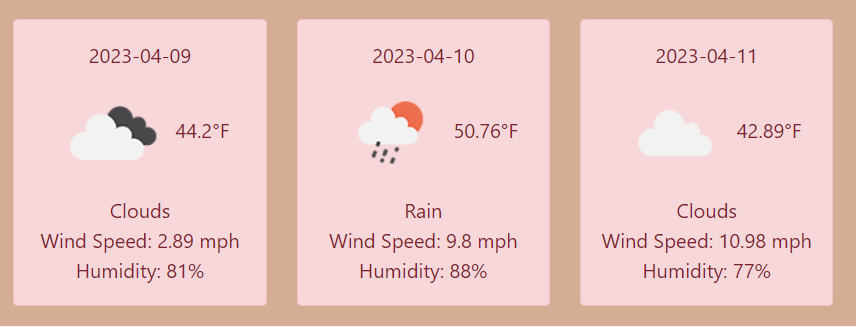 2023-04-09
44.2°F
Clouds
Wind Speed: 2.89 mph
Humidity: 81%
2023-04-10
50.76°F
Rain
Wind Speed: 9.8 mph
Humidity: 88%
2023-04-11
42.89°F
Clouds
Wind Speed: 10.98 mph
Humidity: 77%